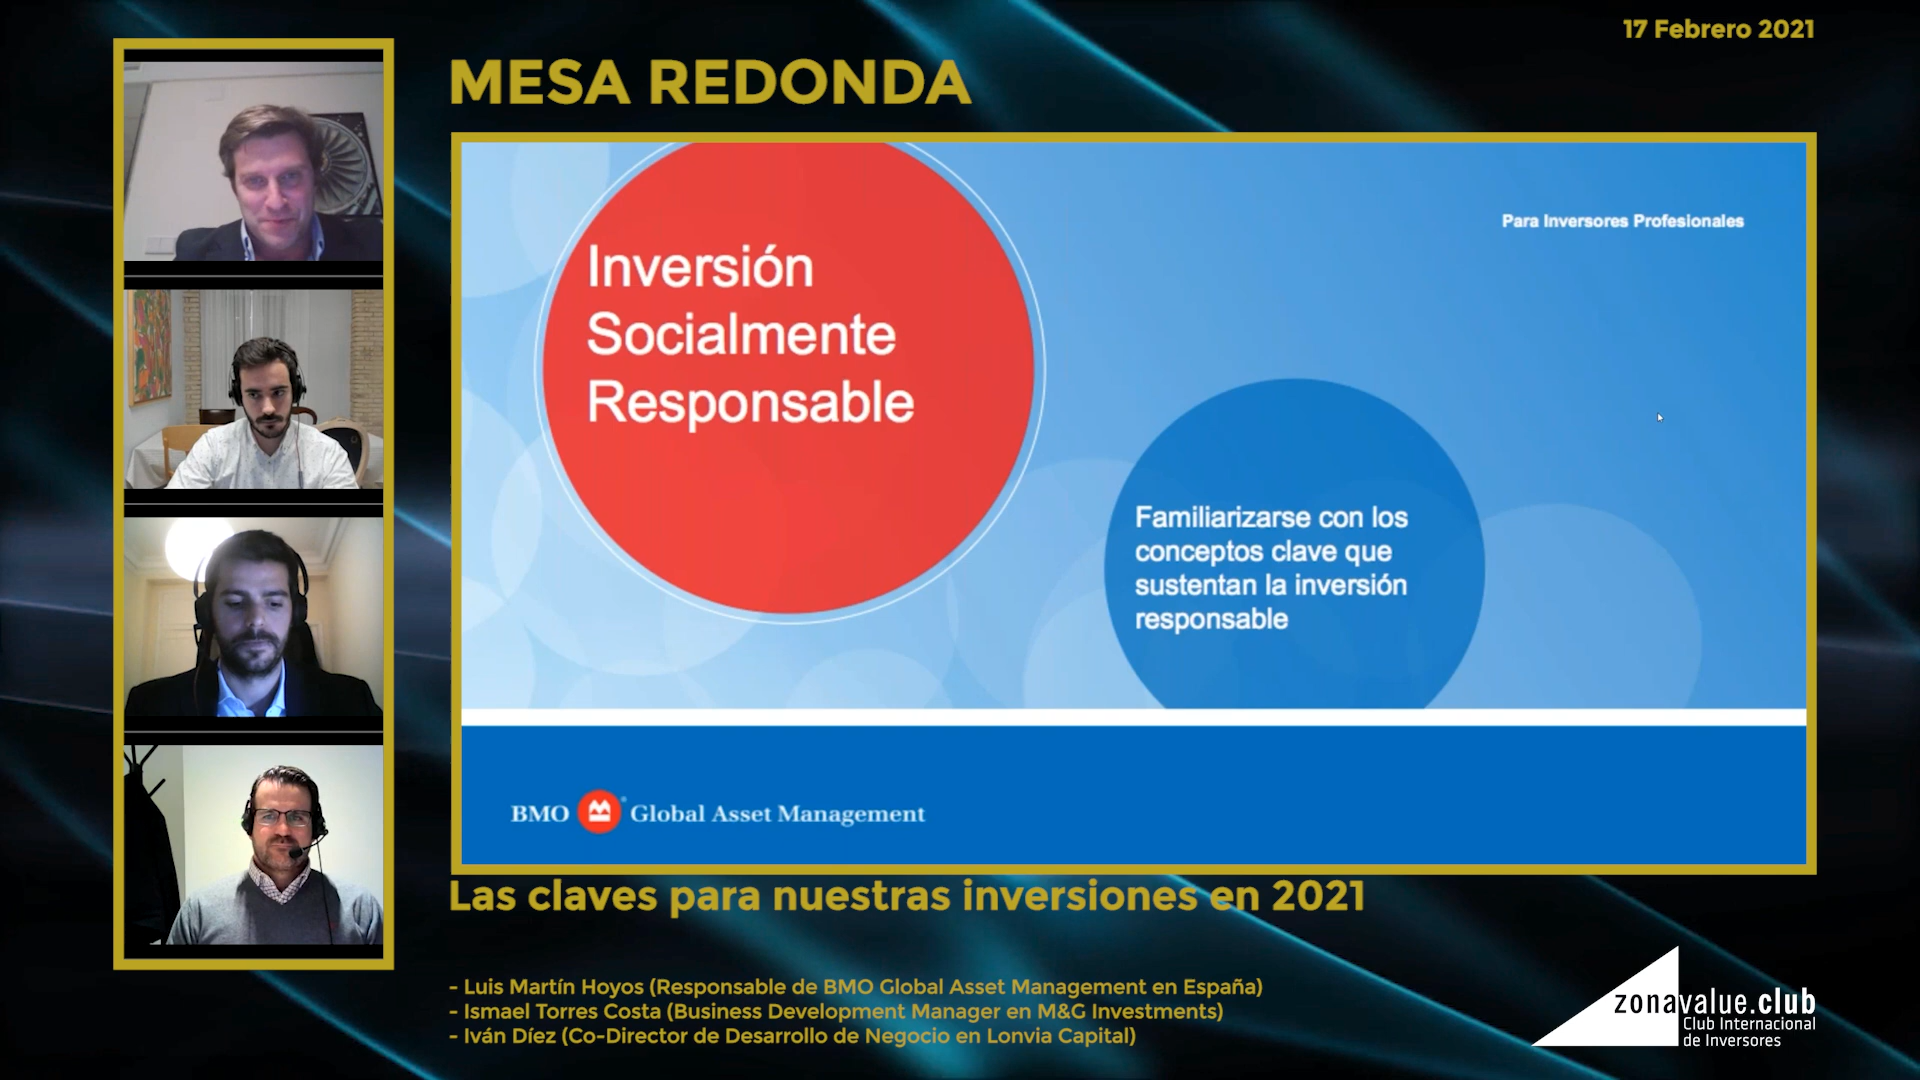 17 Febrero 2021
MESA REDONDA
Para Inversores Profesionales
Inversión
Socialmente
Responsable
Familiarizarse con los
conceptos clave que
sustentan la inversión
responsable
BMO Global Asset Management
Las claves para nuestras inversiones en 2021
- Luis Martín Hoyos (Responsable de BMO Global Asset Management en España)
- Ismael Torres Costa (Business Development Manager en M&G Investments)
- Iván Díez (Co-Director de Desarrollo de Negocio en Lonvia Capital)
zonavalue.club
Club Internacional
de Inversores